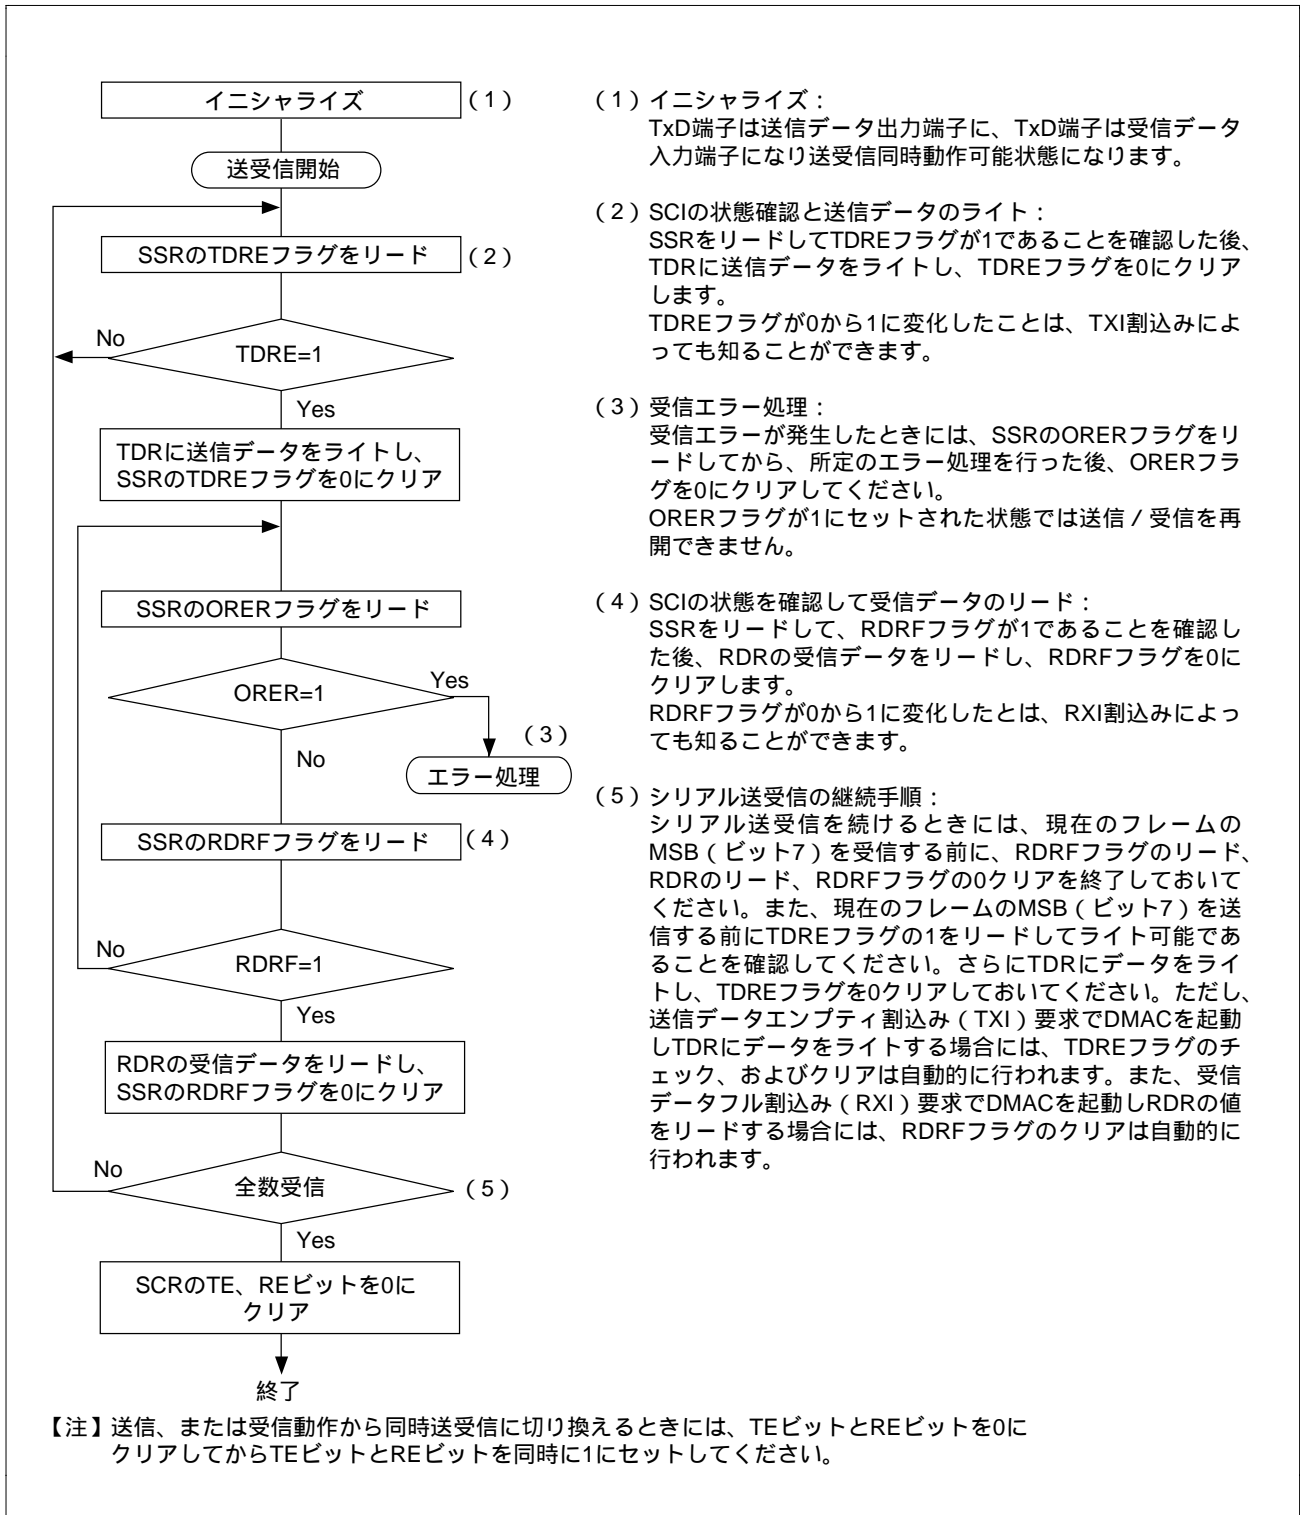 イニシャライズ
(1)
送受信開始
SSRのTDREフラグをリード
(2)
No
TDRE=1
Yes
TDRに送信データをライトし、
SSRのTDREフラグを0にクリア
SSRのORERフラグをリード
ORER=1
Yes
(3)
No
エラー処理
SSRのRDRFフラグをリード
(4)
No
RDRF=1
Yes
RDRの受信データをリードし、
SSRのRDRFフラグを0にクリア
No
全数受信
(5)
Yes
SCRのTE、REビットを0に
クリア
終了
(1)イニシャライズ:
TxD端子は送信データ出力端子に、TxD端子は受信データ
入力端子になり送受信同時動作可能状態になります。
(2)SCIの状態確認と送信データのライト:
SSRをリードしてTDREフラグが1であることを確認した後、
TDRに送信データをライトし、TDREフラグを0にクリア
します。
TDREフラグが0から1に変化したことは、TXI割込みによ
っても知ることができます。
(3)受信エラー処理:
受信エラーが発生したときには、SSRのORERフラグをリ
ードしてから、所定のエラー処理を行った後、ORERフラ
グを0にクリアしてください。
ORERフラグが1にセットされた状態では送信/受信を再
開できません。
(4)SCIの状態を確認して受信データのリード:
SSRをリードして、RDRFフラグが1であることを確認し
た後、RDRの受信データをリードし、RDRFフラグを0に
クリアします。
RDRFフラグが0から1に変化したとは、RXI割込みによっ
ても知ることができます。
(5)シリアル送受信の継続手順:
シリアル送受信を続けるときには、現在のフレームの
MSB(ビット7)を受信する前に、RDRFフラグのリード、
RDRのリード、RDRFフラグの0クリアを終了しておいて
ください。また、現在のフレームのMSB(ビット7)を送
信する前にTDREフラグの1をリードしてライト可能であ
ることを確認してください。さらにTDRにデータをライ
トし、TDREフラグを0クリアしておいてください。ただし、
送信データエンプティ割込み(TXI)要求でDMACを起動
しTDRにデータをライトする場合には、TDREフラグのチ
ェック、およびクリアは自動的に行われます。また、受信
データフル割込み(RXI)要求でDMACを起動しRDRの値
をリードする場合には、RDRFフラグのクリアは自動的に
行われます。
【注】送信、または受信動作から同時送受信に切り換えるときには、TEビットとREビットを0に
クリアしてからTEビットとREビットを同時に1にセットしてください。